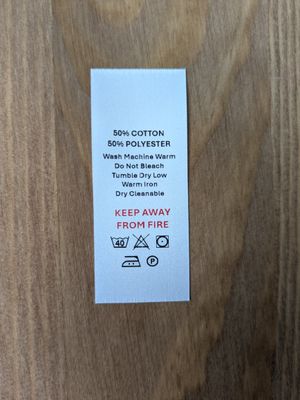 50% COTTON
50% POLYESTER
Wash Machine Warm
Do Not Bleach
Tumble Dry Low
Warm Iron
Dry Cleanable
KEEP AWAY
FROM FIRE
40
P